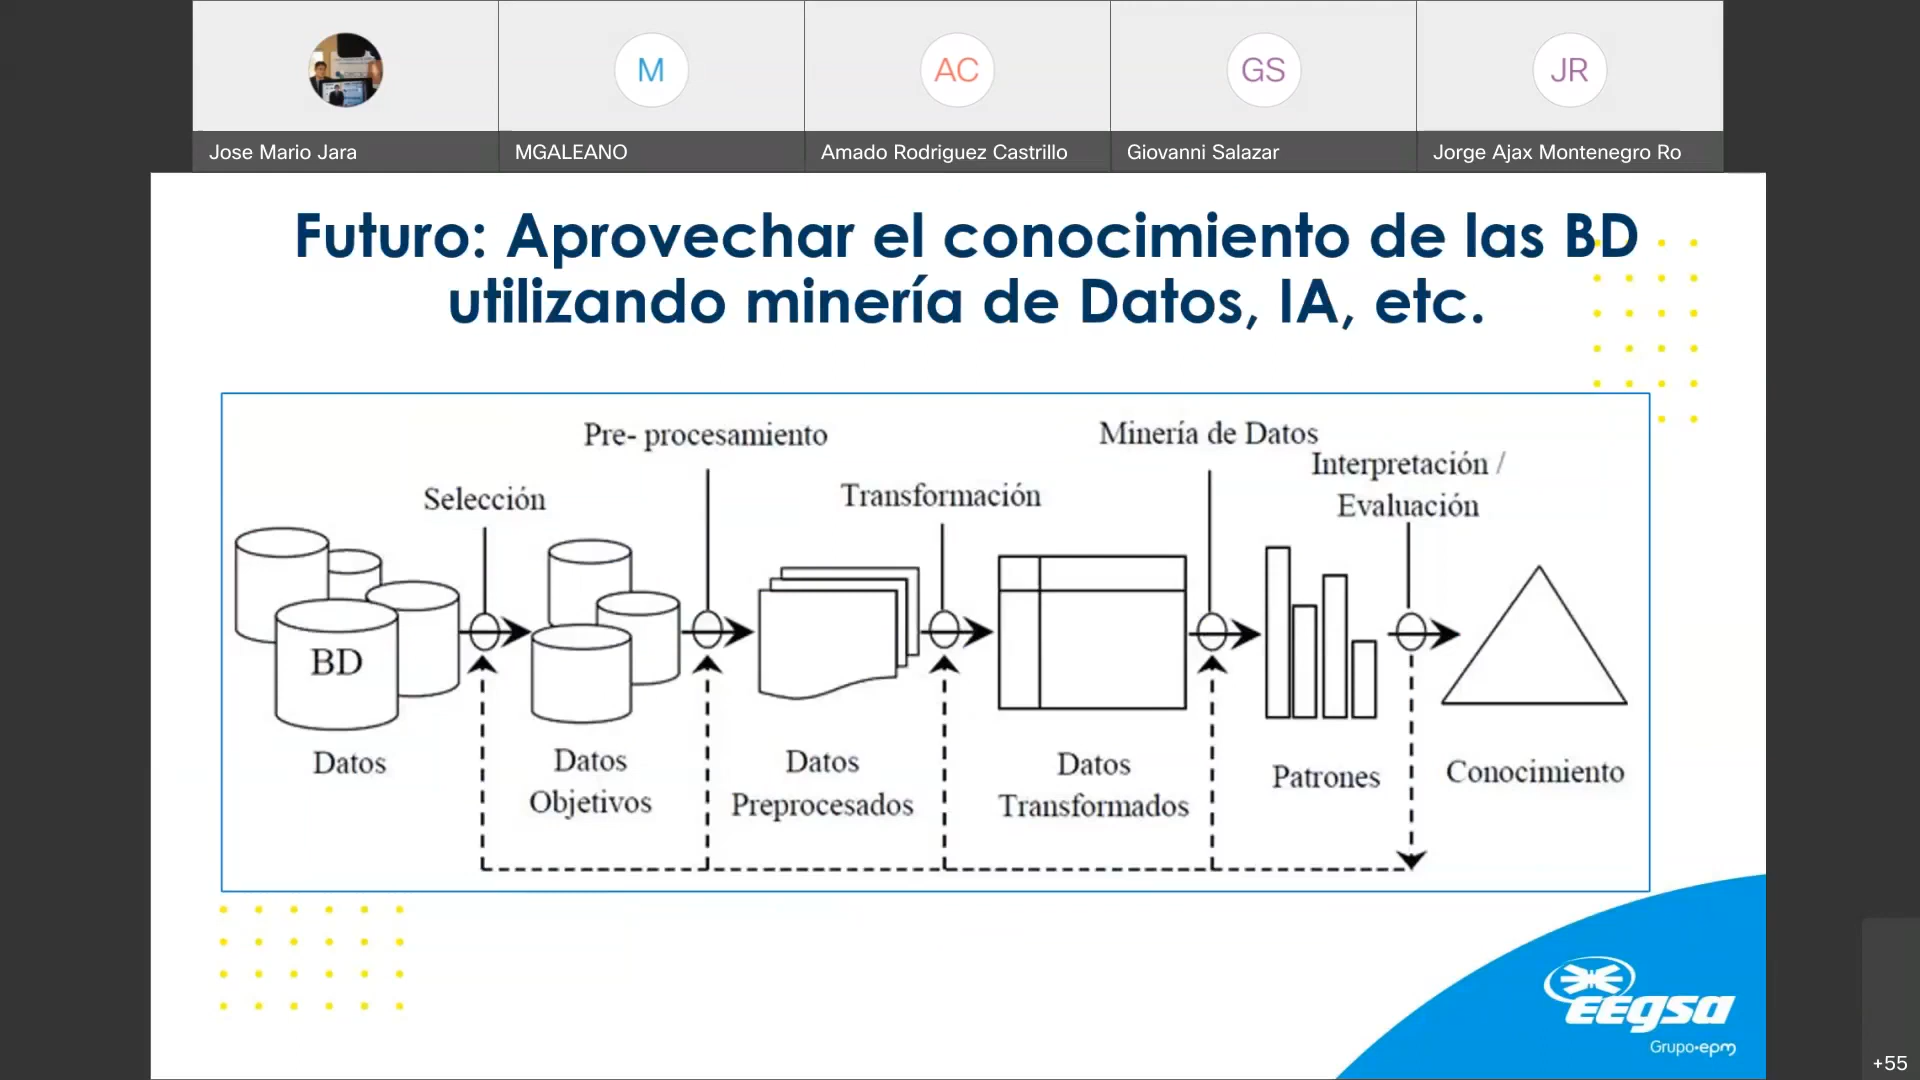 M
AC
GS
JR
Jose Mario Jara
MGALEANO
Amado Rodriguez Castrillo
Giovanni Salazar
Jorge Ajax Montenegro Ro
Futuro: Aprovechar el conocimiento de las BD
utilizando minería de Datos, IA, etc.
Pre- procesamiento
Minería de Datos
Interpretación /
Evaluación
Selección
Transformación
BD
Datos
Datos
Objetivos
Datos
Preprocesados
Datos
Transformados
Patrones
Conocimiento
EEGSA
Grupo•epm
+55